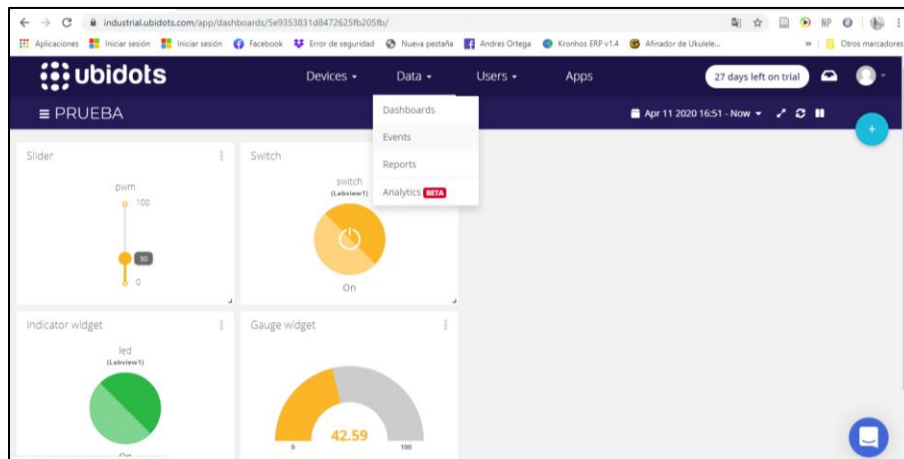 industrial.ubidots.com/app/dashboards/5e9353831d8472625fb205fb/
NP
Aplicaciones Iniciar sesión Iniciar sesión Facebook Error de seguridad Nueva pestaña Andres Ortega Kronhos ERP v1.4 Afinador de Ukulele... » Otros marcadores
ubidots Devices Data Users Apps 27 days left on trial
PRUEBA Apr 11 2020 16:51 - Now
Dashboards
Events
Reports
Analytics BETA
+
Slider
pwm
100
0
Switch
switch
(Labview1)
On
Indicator widget
led
(Labview1)
On
Gauge widget
42.59
0 100